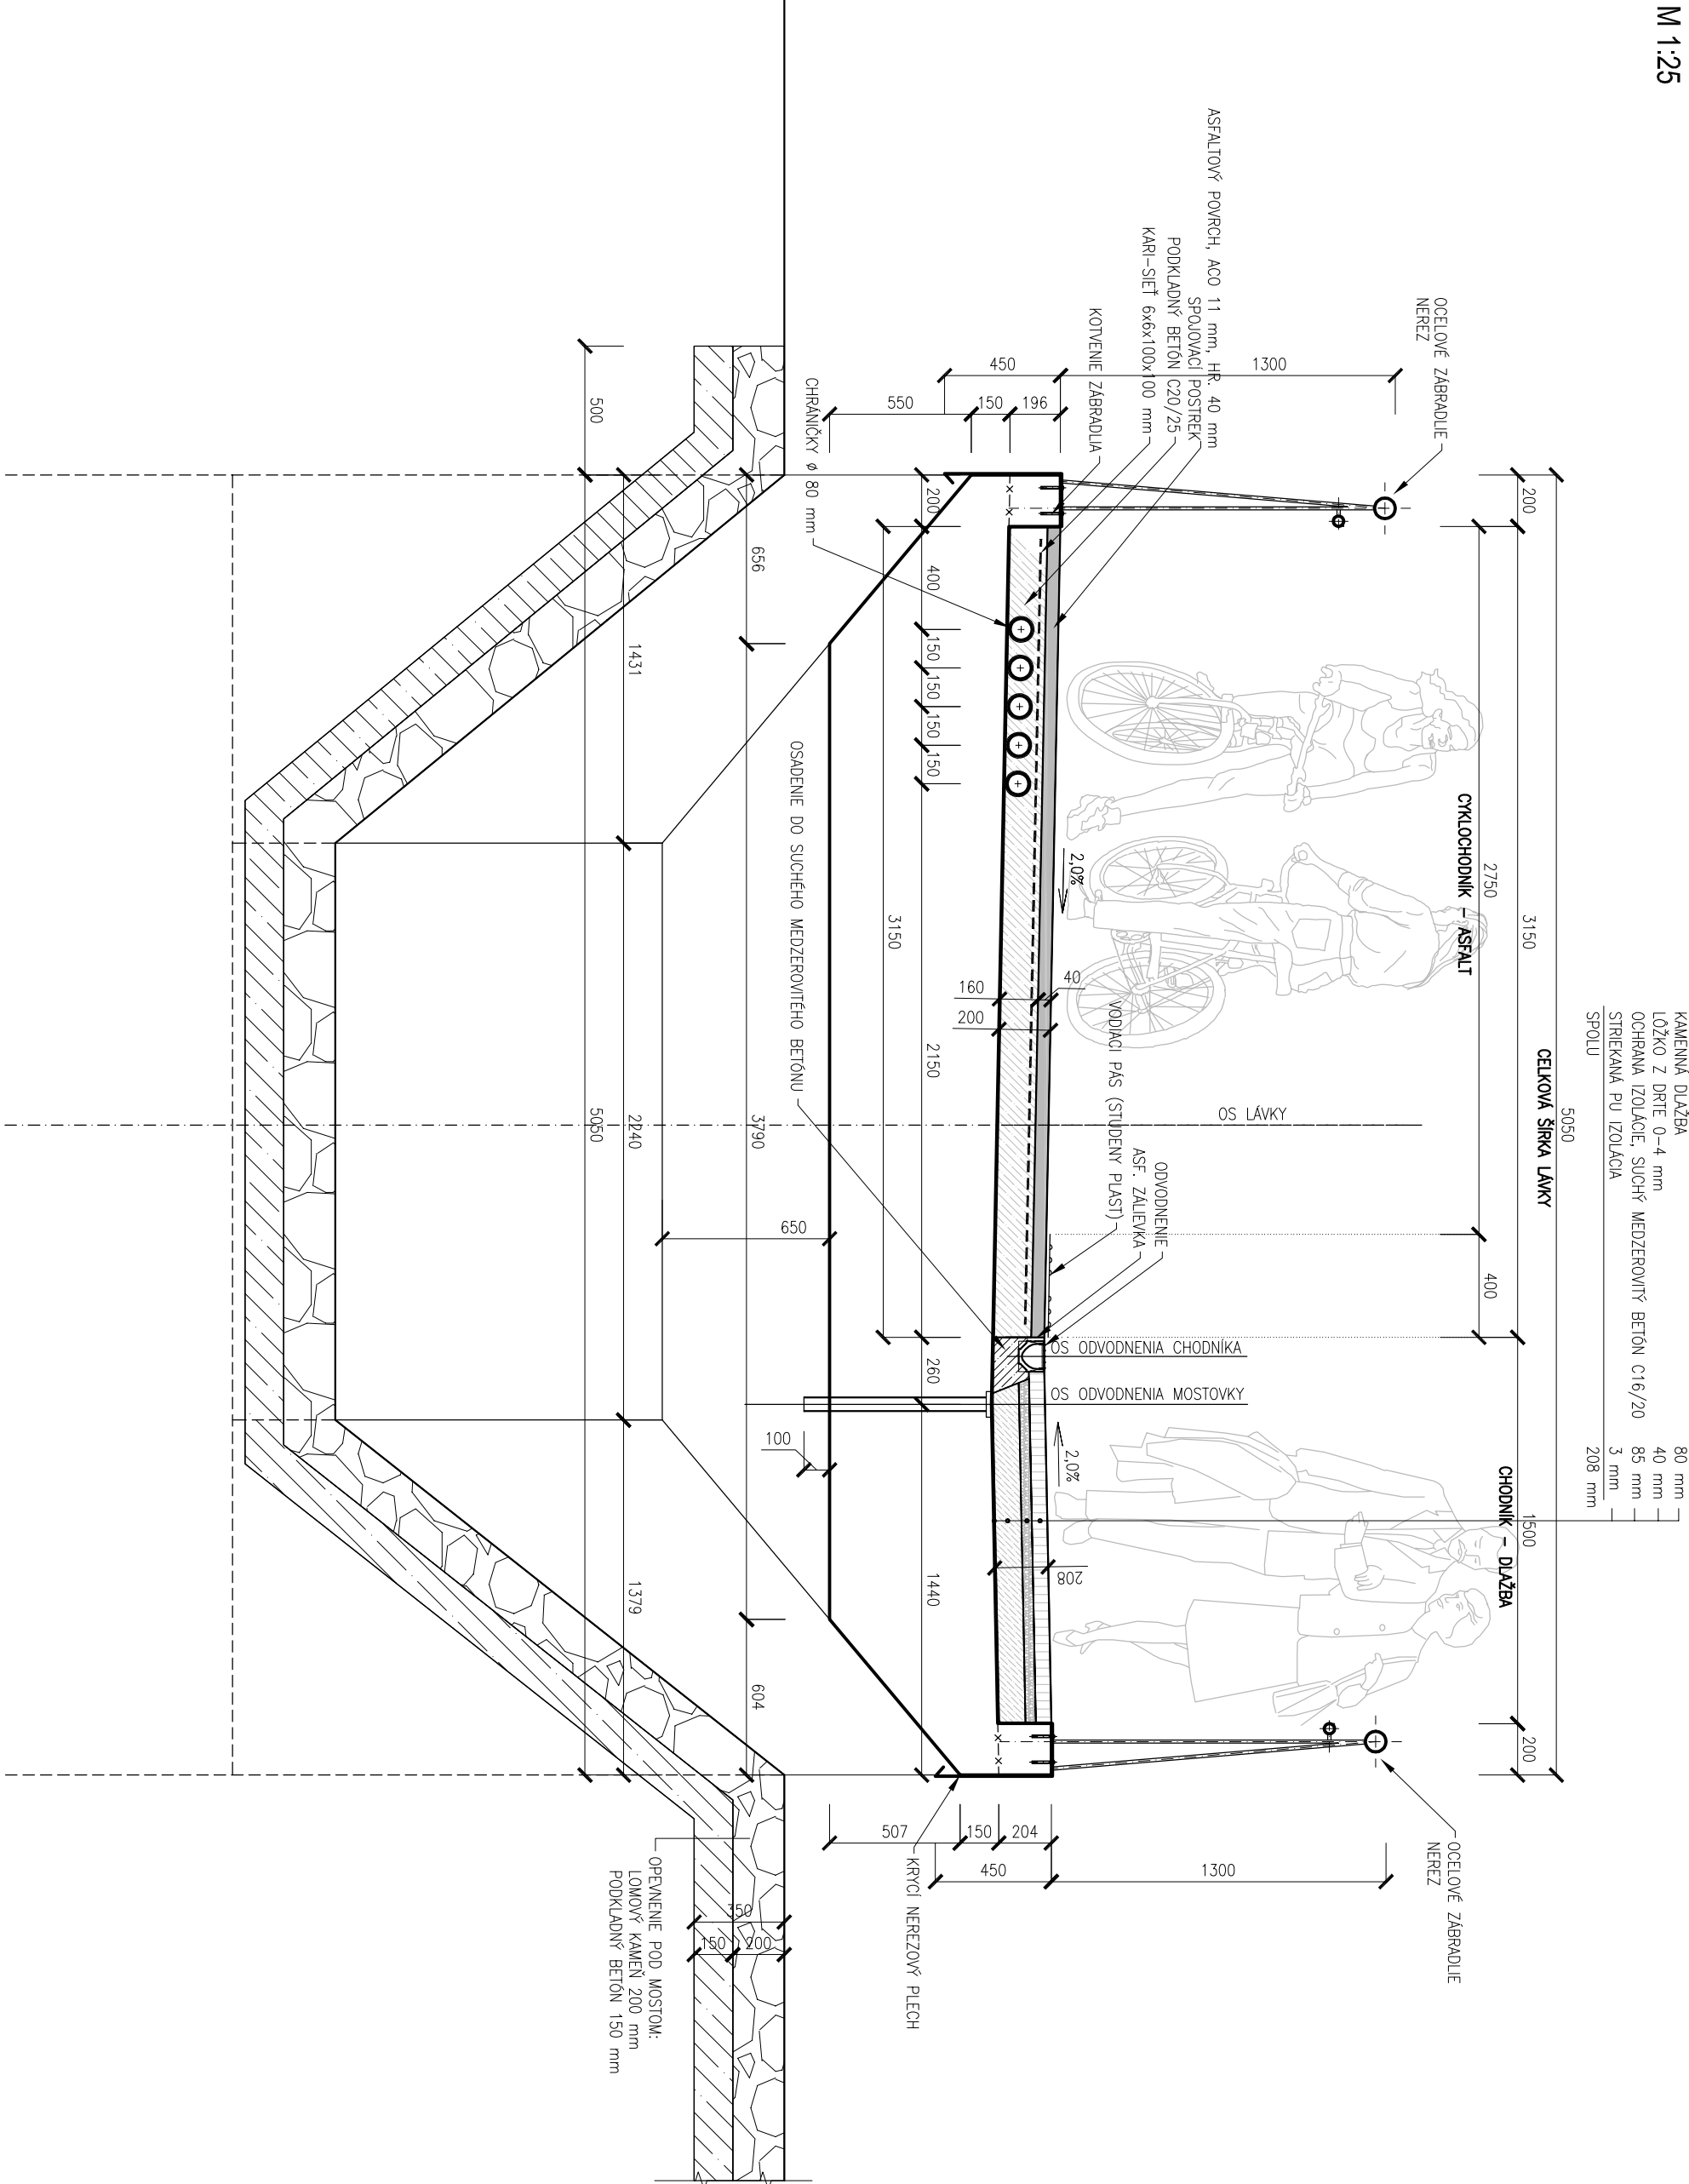 M 1:25
KAMENNÁ DLAŽBA 80 mm
LÔŽKO Z DRTE 0-4 mm 40 mm
OCHRANA IZOLÁCIE, SUCHÝ MEDZEROVITÝ BETÓN C16/20 85 mm
STRIEKANÁ PU IZOLÁCIA 3 mm
SPOLU 208 mm
5050
CELKOVÁ ŠÍRKA LÁVKY
200
3150
1500
200
CHODNÍK - DLAŽBA
2750
400
CYKLOCHODNÍK - ASFALT
OCELOVÉ ZÁBRADLIE
NEREZ
OCELOVÉ ZÁBRADLIE
NEREZ
1300
450
196
150
550
1300
450
204
150
507
ASFALTOVÝ POVRCH, ACO 11 mm, HR. 40 mm
SPOJOVACÍ POSTREK
PODKLADNÝ BETÓN C20/25
KARI-SIEŤ 6x6x100x100 mm
KOTVENIE ZÁBRADLIA
OS LÁVKY
ODVODNENIE
ASF. ZÁLIEVKA
VODIACI PÁS (STUDENY PLAST)
OS ODVODNENIA CHODNÍKA
OS ODVODNENIA MOSTOVKY
2,0%
2,0%
40
160
200
208
200
400
150
150
150
150
2150
260
1440
3150
KRYCÍ NEREZOVÝ PLECH
CHRÁNIČKY ø 80 mm
OSADENIE DO SUCHÉHO MEDZEROVITÉHO BETÓNU
100
650
656
3790
604
350
150
200
1431
2240
1379
500
5050
OPEVNENIE POD MOSTOM:
LOMOVÝ KAMEŇ 200 mm
PODKLADNÝ BETÓN 150 mm